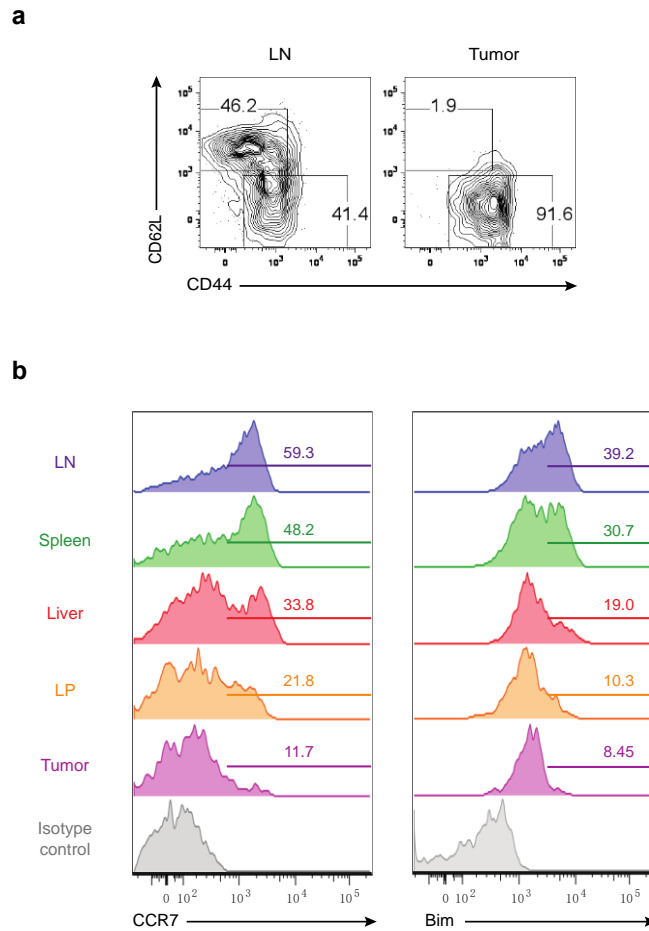 a
LN Tumor
10⁵ 10⁵
46.2 1.9
10⁴ 10⁴
10³ 10³
0 41.4 0 91.6
0 10³ 10⁴ 10⁵ 0 10³ 10⁴ 10⁵
CD62L
CD44
b
LN 59.3 39.2
Spleen 48.2 30.7
Liver 33.8 19.0
LP 21.8 10.3
Tumor 11.7 8.45
Isotype
control
0 10² 10³ 10⁴ 10⁵ 0 10² 10³ 10⁴ 10⁵
CCR7 Bim